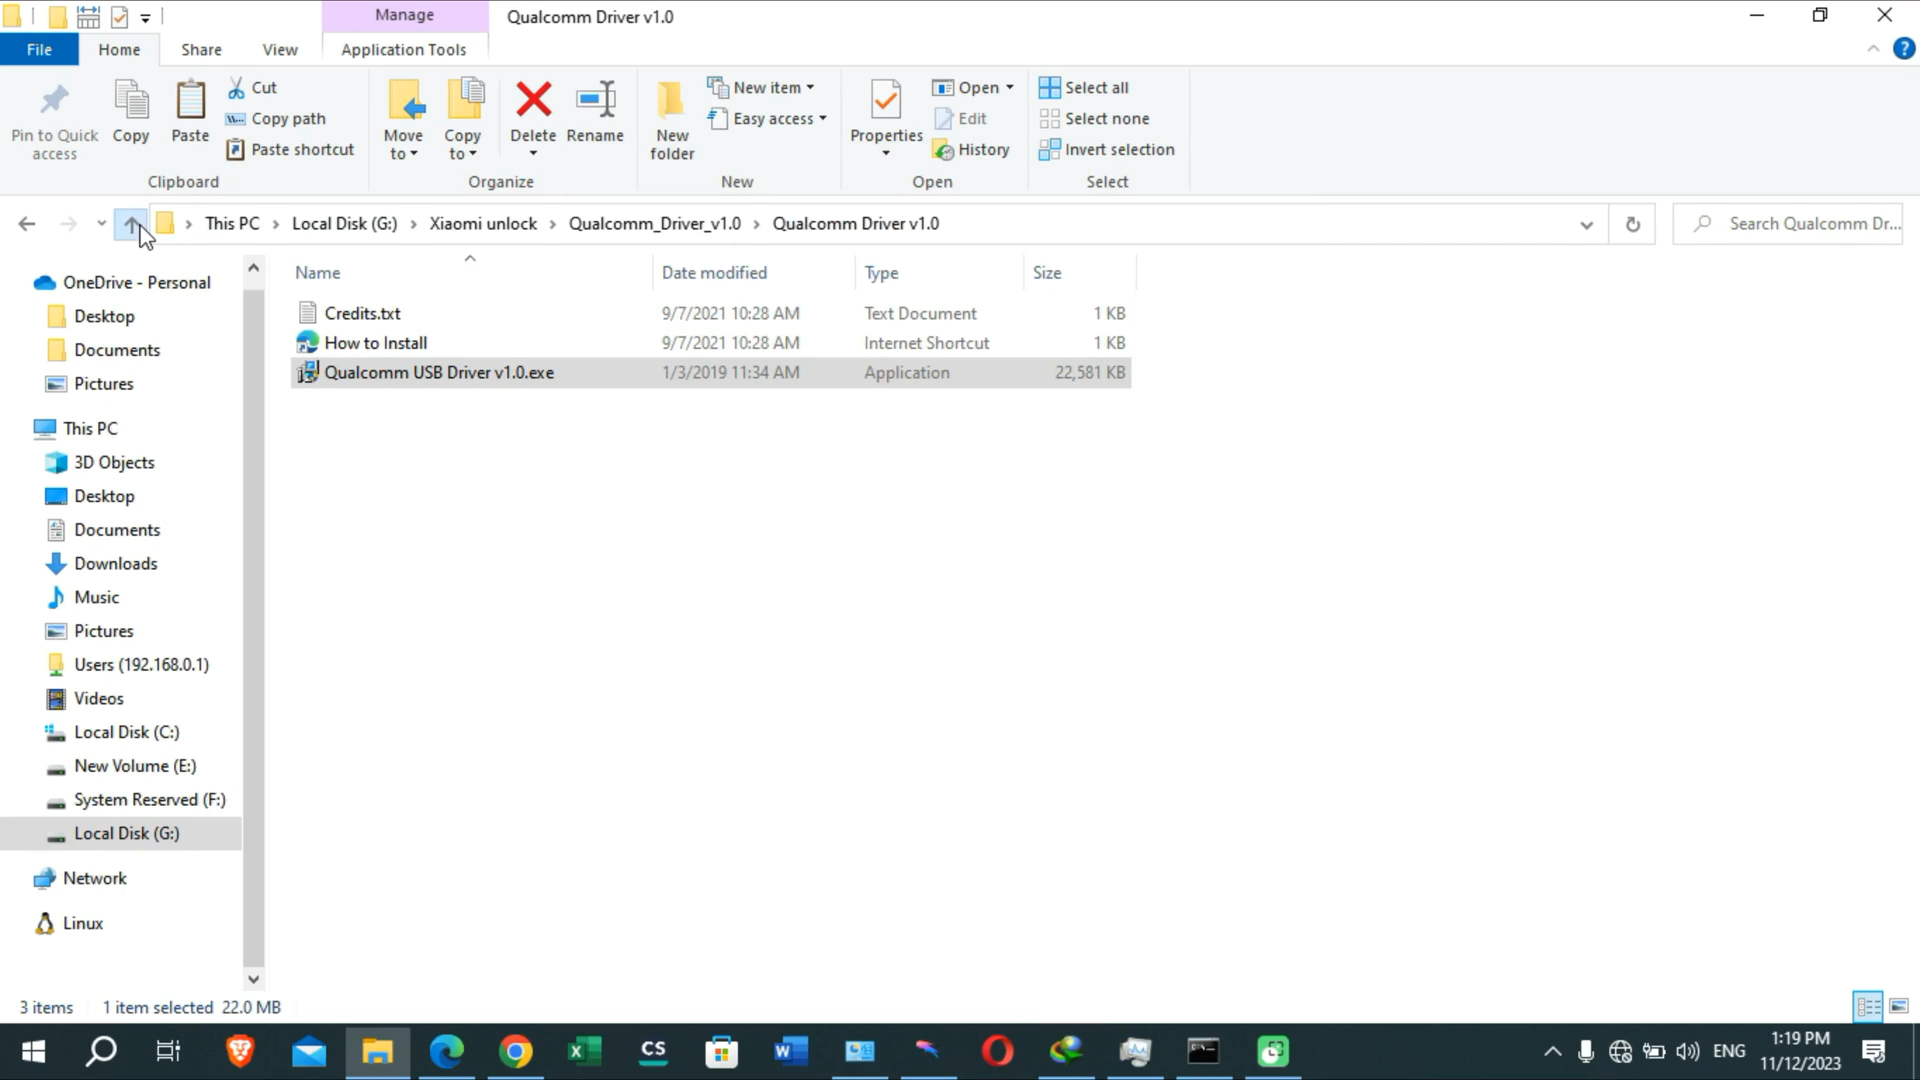 Manage
Qualcomm Driver v1.0
File
Home
Share
View
Application Tools
Pin to Quick access
Copy
Paste
Cut
Copy path
Paste shortcut
Clipboard
Move to
Copy to
Delete
Rename
Organize
New folder
New item
Easy access
New
Properties
Open
Edit
History
Open
Select all
Select none
Invert selection
Select
This PC
Local Disk (G:)
Xiaomi unlock
Qualcomm_Driver_v1.0
Qualcomm Driver v1.0
Search Qualcomm Dr...
Name
Date modified
Type
Size
Credits.txt 9/7/2021 10:28 AM Text Document 1 KB
How to Install 9/7/2021 10:28 AM Internet Shortcut 1 KB
Qualcomm USB Driver v1.0.exe 1/3/2019 11:34 AM Application 22,581 KB
OneDrive - Personal
Desktop
Documents
Pictures
This PC
3D Objects
Desktop
Documents
Downloads
Music
Pictures
Users (192.168.0.1)
Videos
Local Disk (C:)
New Volume (E:)
System Reserved (F:)
Local Disk (G:)
Network
Linux
3 items 1 item selected 22.0 MB
CS
ENG
1:19 PM
11/12/2023